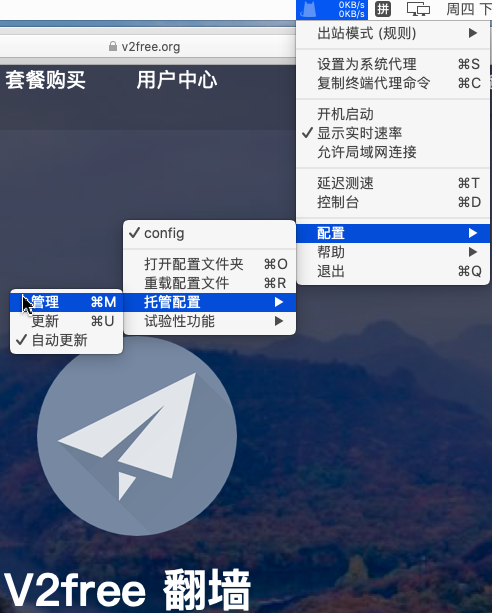 0KB/s
0KB/s
拼
周四 下
v2free.org
套餐购买 用户中心
出站模式 (规则)
设置为系统代理 ⌘S
复制终端代理命令 ⌘C
开机启动
✓ 显示实时速率
允许局域网连接
延迟测速 ⌘T
控制台 ⌘D
配置
帮助
退出 ⌘Q
✓ config
打开配置文件夹 ⌘O
重载配置文件 ⌘R
托管配置
试验性功能
管理 ⌘M
更新 ⌘U
✓ 自动更新
V2free 翻墙